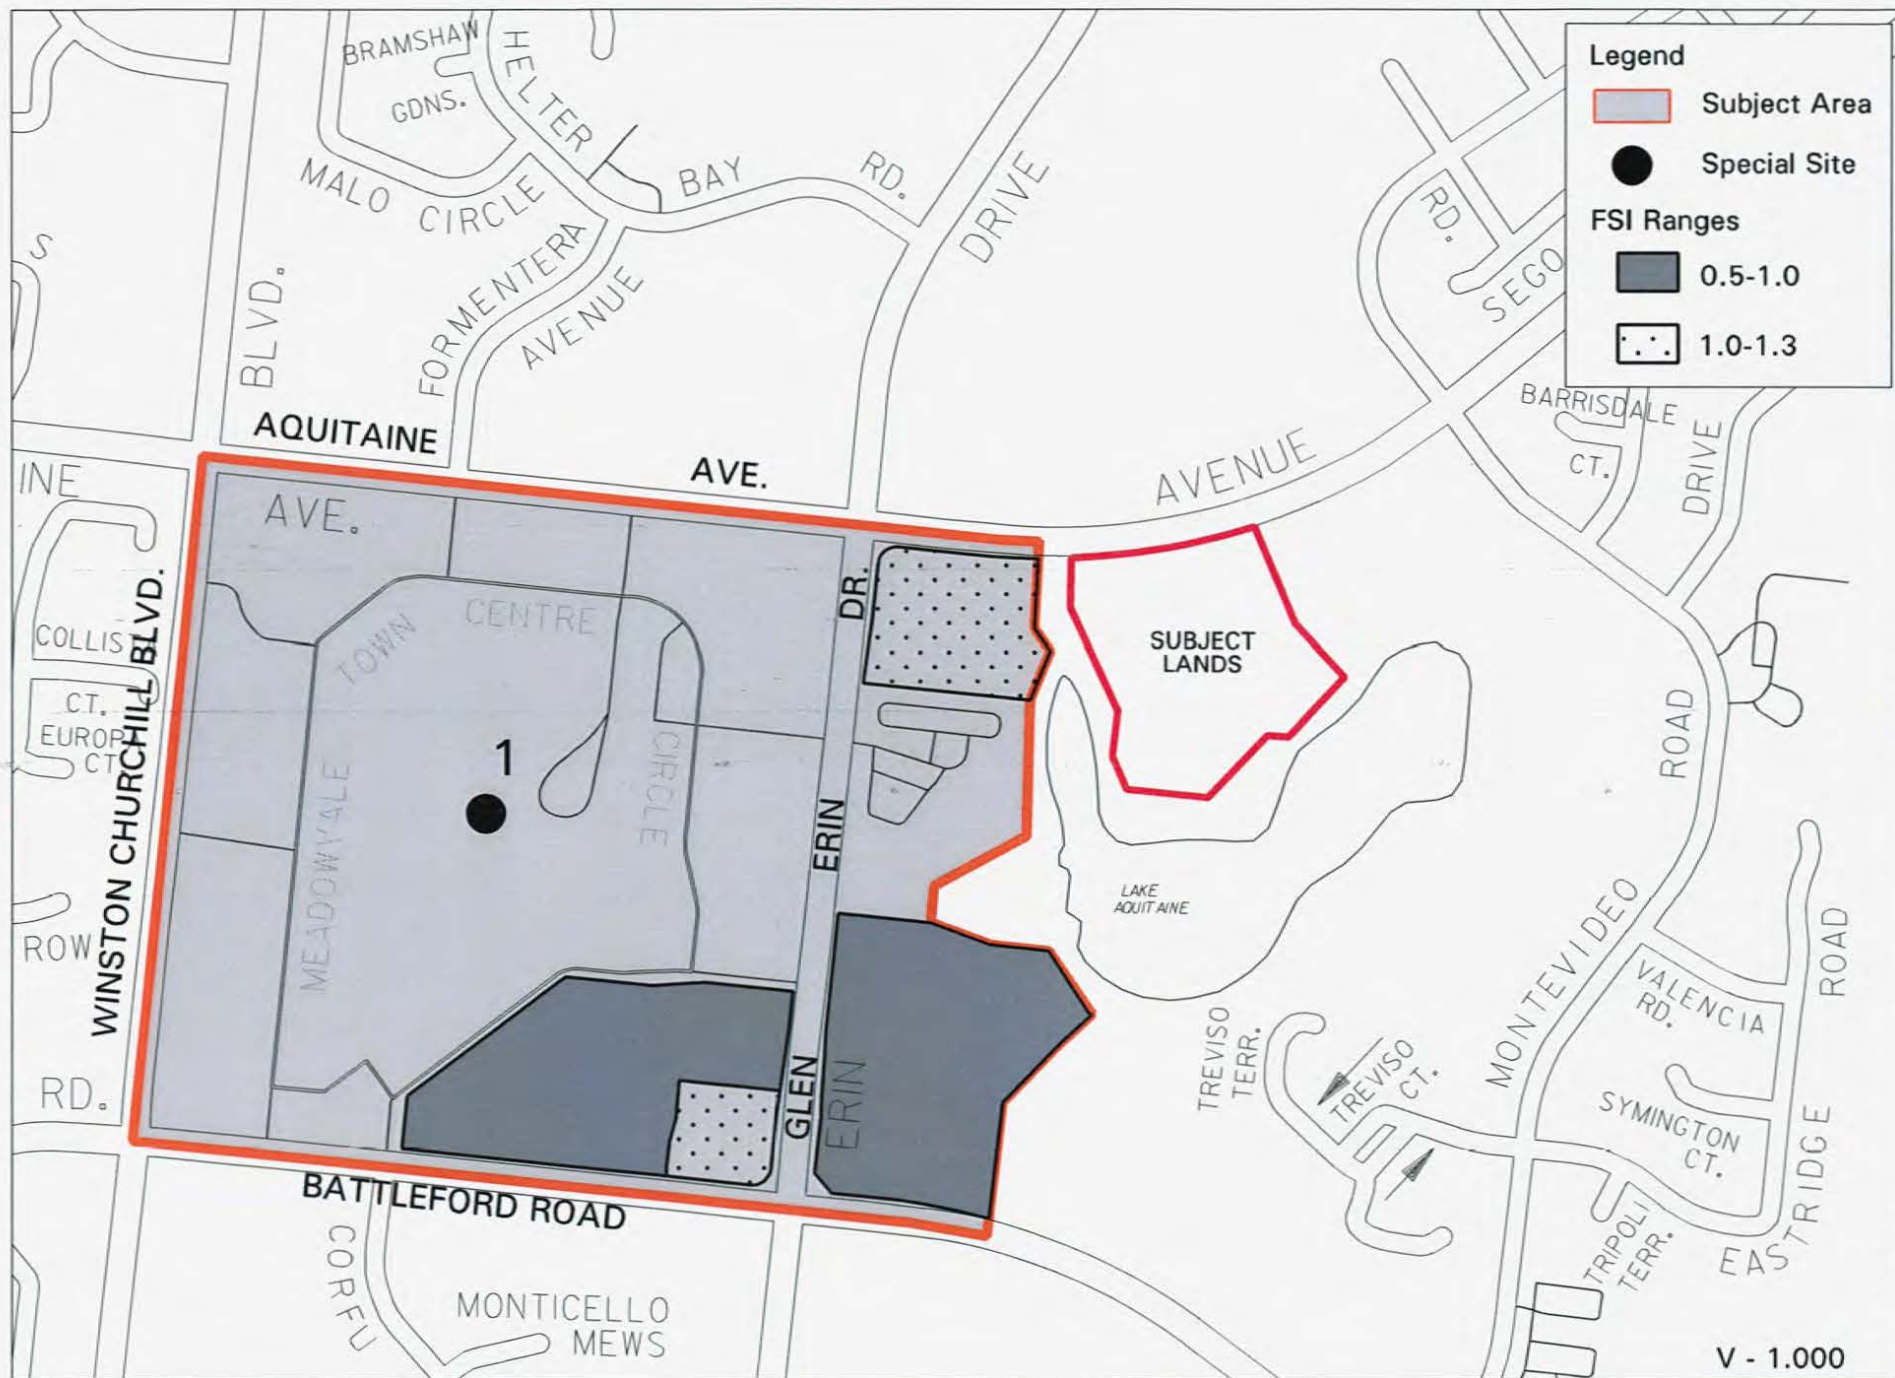 BRAMSHAW
GDNS.
HELTER
BAY
RD.
MALO CIRCLE
FORMENTERA
AVENUE
BLVD.
S
DRIVE
Legend
Subject Area
Special Site
FSI Ranges
0.5-1.0
1.0-1.3
RD.
SEGO
BARRISDALE
CT.
DRIVE
AQUITAINE
AVE.
AVENUE
INE
AVE.
COLLIS
CT.
EUROP
CT
WINSTON CHURCHILL BLVD.
ROW
RD.
TOWN
CENTRE
CIRCLE
MEADOWVALE
1
DR.
ERIN
GLEN
ERIN
SUBJECT
LANDS
LAKE
AQUITAINE
ROAD
MONTEVIDEO
VALENCIA
RD.
ROAD
EASTRIDGE
SYMINGTON
CT.
TREVISO
TERR.
TREVISO
CT.
TRIPOLI
TERR.
BATTLEFORD ROAD
CORFU
MONTICELLO
MEWS
V - 1.000